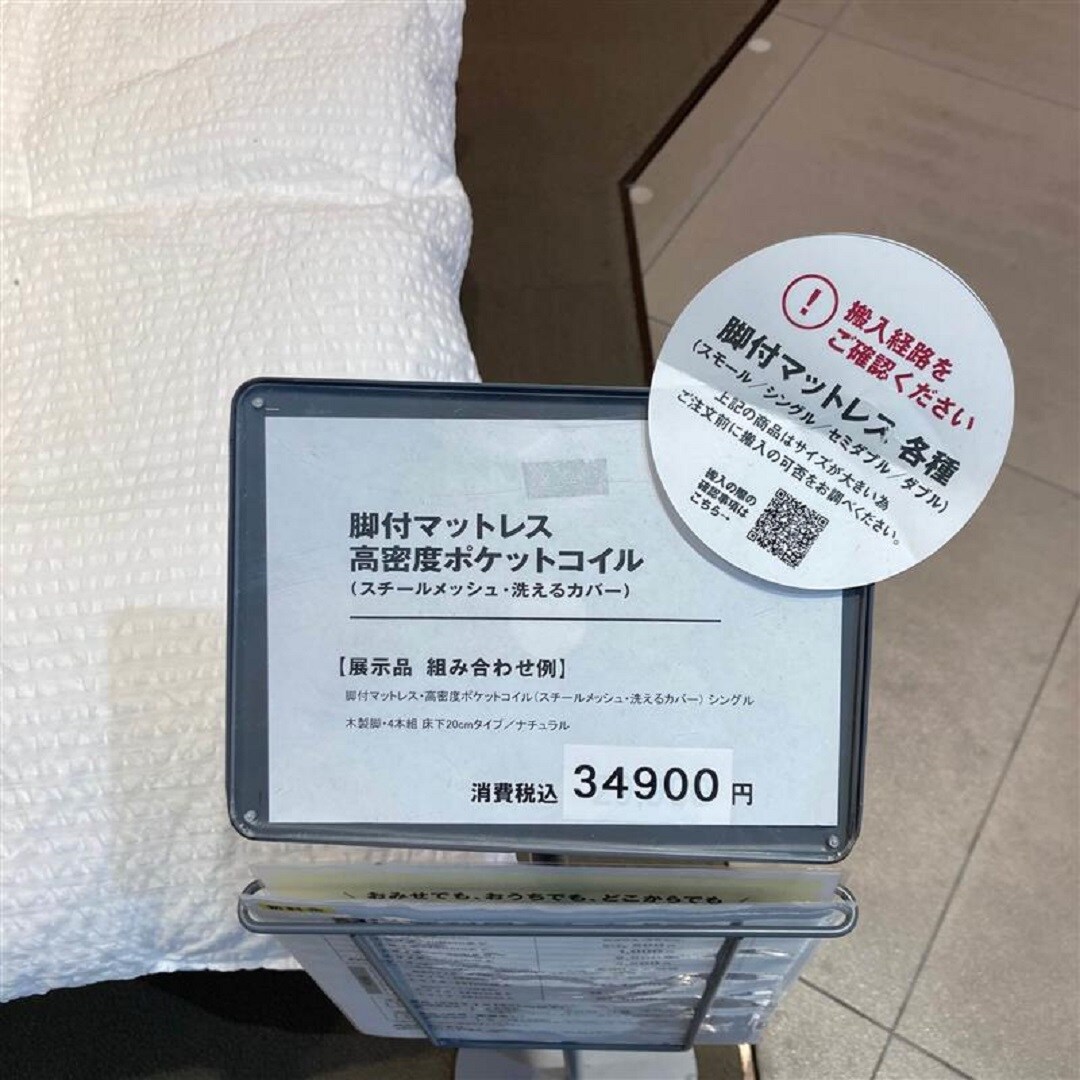 搬入経路を
ご確認ください
脚付マットレス 各種
(スモール/シングル/セミダブル/ダブル)
上記の商品はサイズが大きい為
ご注文前に搬入の可否をお調べください。
搬入の際の
確認事項は
こちら→
脚付マットレス
高密度ポケットコイル
(スチールメッシュ・洗えるカバー)
【展示品 組み合わせ例】
脚付マットレス・高密度ポケットコイル(スチールメッシュ・洗えるカバー) シングル
木製脚・4本組 床下20cmタイプ/ナチュラル
消費税込 34900 円
\ おみせでも、おうちでも、どこからでも /